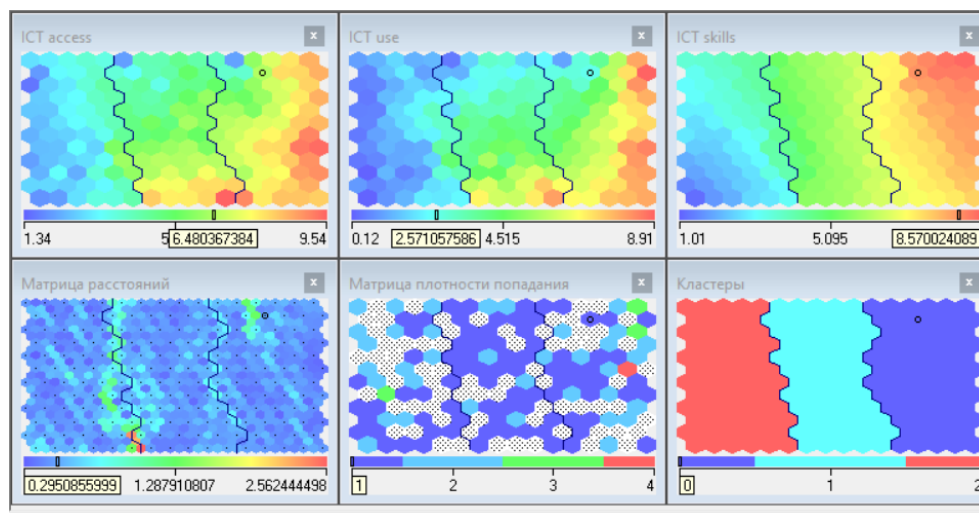 ICT access
ICT use
ICT skills
1.34 5 6.480367384 9.54
0.12 2.571057586 4.515 8.91
1.01 5.095 8.570024089
Матрица расстояний
Матрица плотности попадания
Кластеры
0.2950855999 1.287910807 2.562444498
1 2 3 4
0 1 2